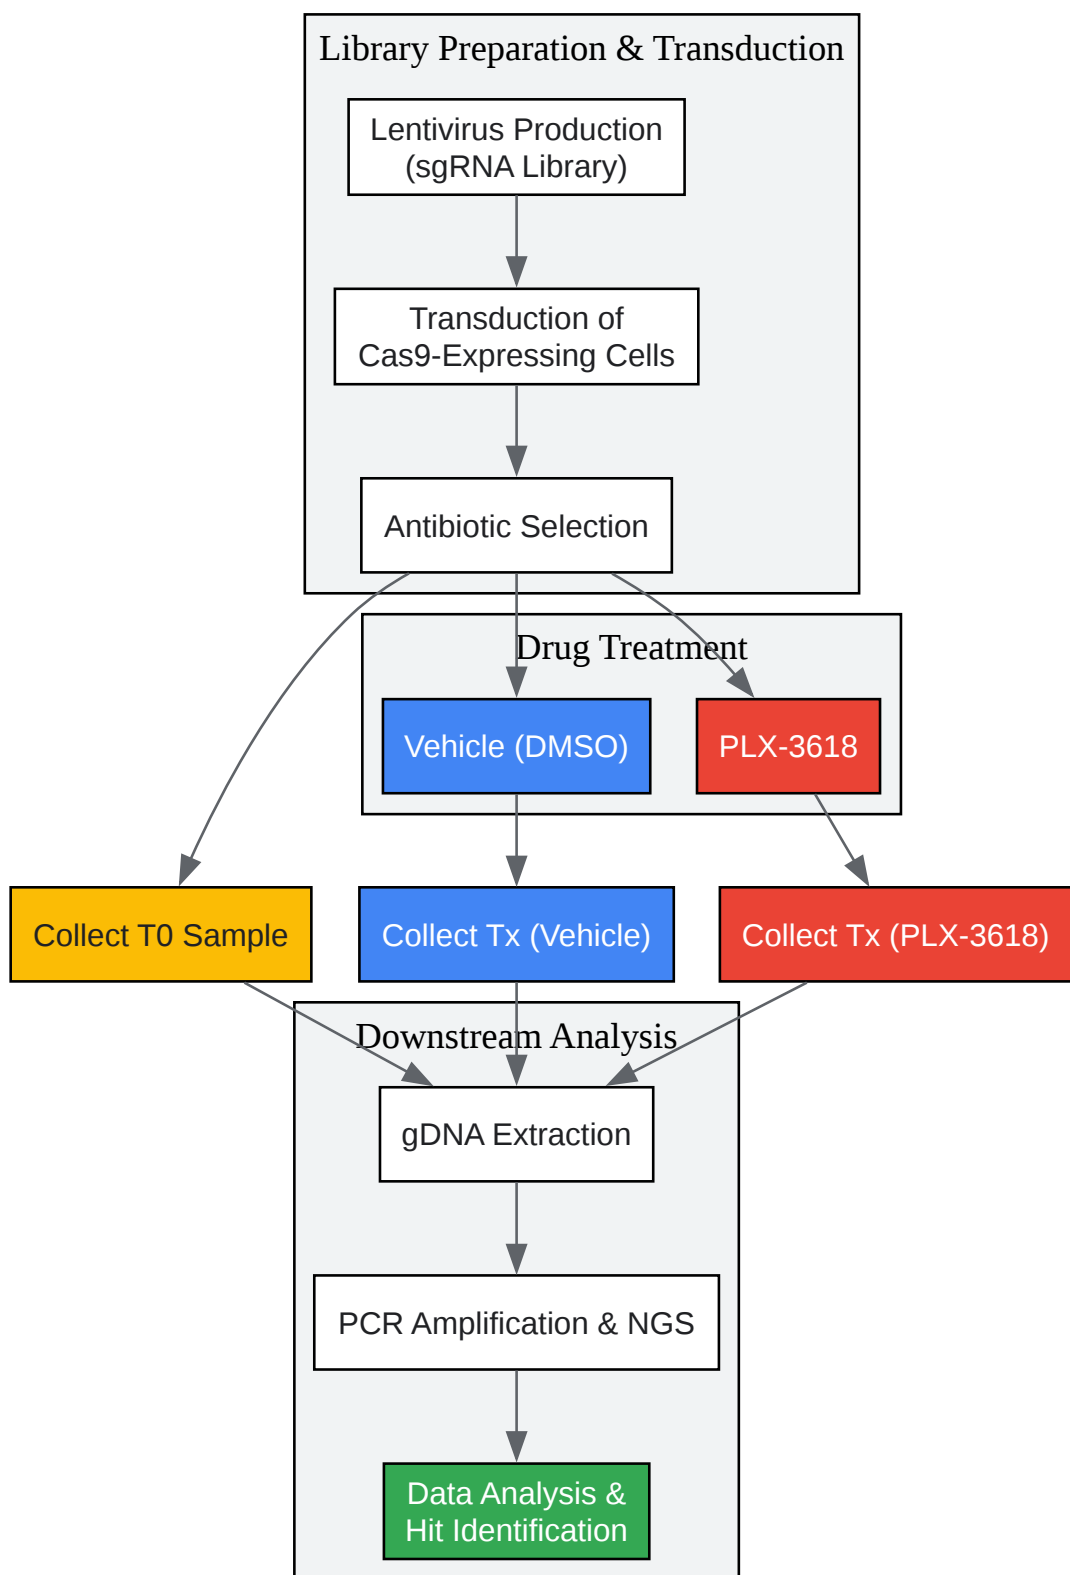 Library Preparation & Transduction
Lentivirus Production
(sgRNA Library)
Transduction of
Cas9-Expressing Cells
Antibiotic Selection
Drug Treatment
Vehicle (DMSO)
PLX-3618
Collect T0 Sample
Collect Tx (Vehicle)
Collect Tx (PLX-3618)
Downstream Analysis
gDNA Extraction
PCR Amplification & NGS
Data Analysis &
Hit Identification